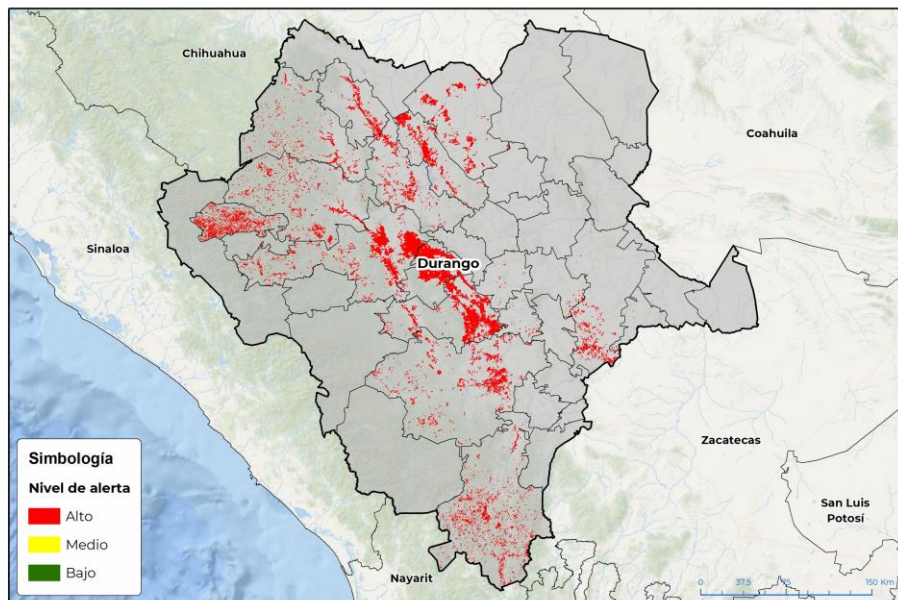 Chihuahua
Coahuila
Sinaloa
Durango
Zacatecas
San Luis
Potosí
Nayarit
Simbología
Nivel de alerta
Alto
Medio
Bajo
0 37.5 75 150 Km